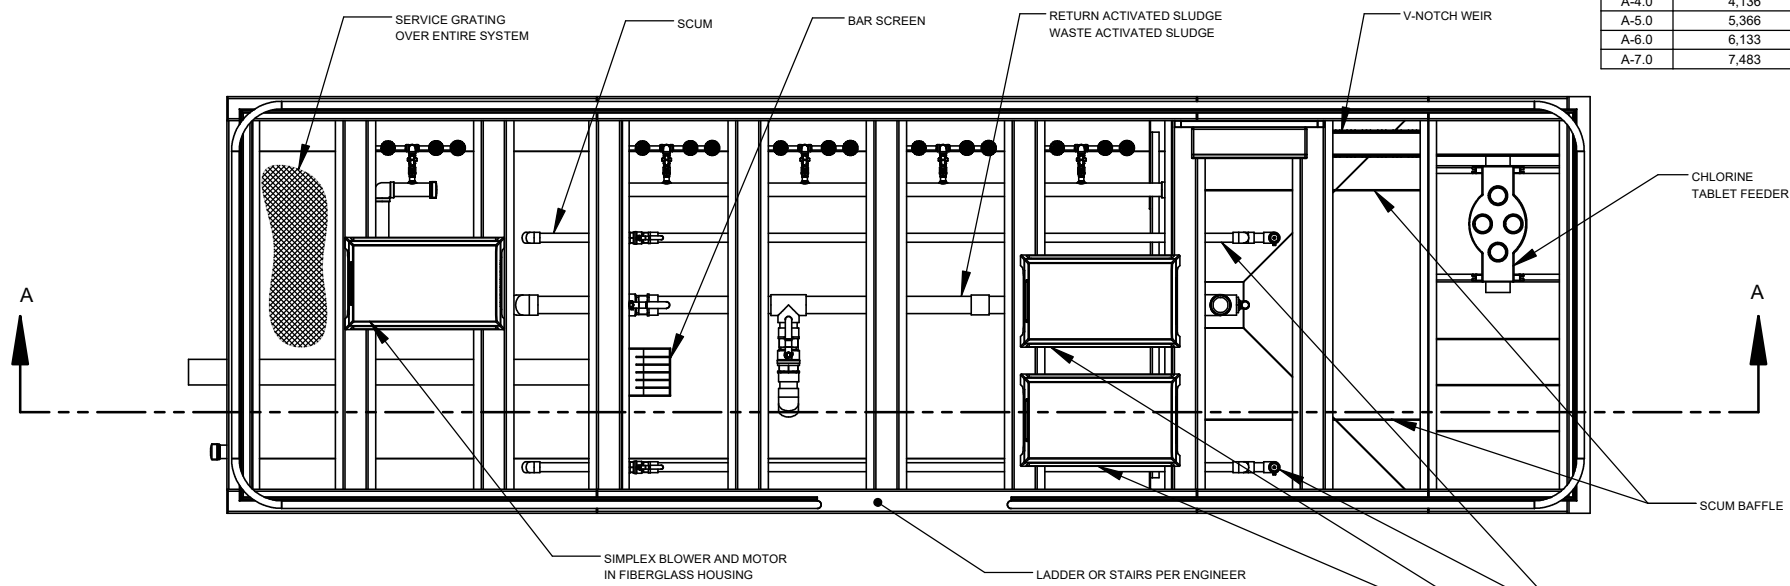 SERVICE GRATING
OVER ENTIRE SYSTEM
SCUM
BAR SCREEN
RETURN ACTIVATED SLUDGE
WASTE ACTIVATED SLUDGE
V-NOTCH WEIR
A-4.0 4,136
A-5.0 5,366
A-6.0 6,133
A-7.0 7,483
CHLORINE
TABLET FEEDER
A
A
SCUM BAFFLE
SIMPLEX BLOWER AND MOTOR
IN FIBERGLASS HOUSING
LADDER OR STAIRS PER ENGINEER